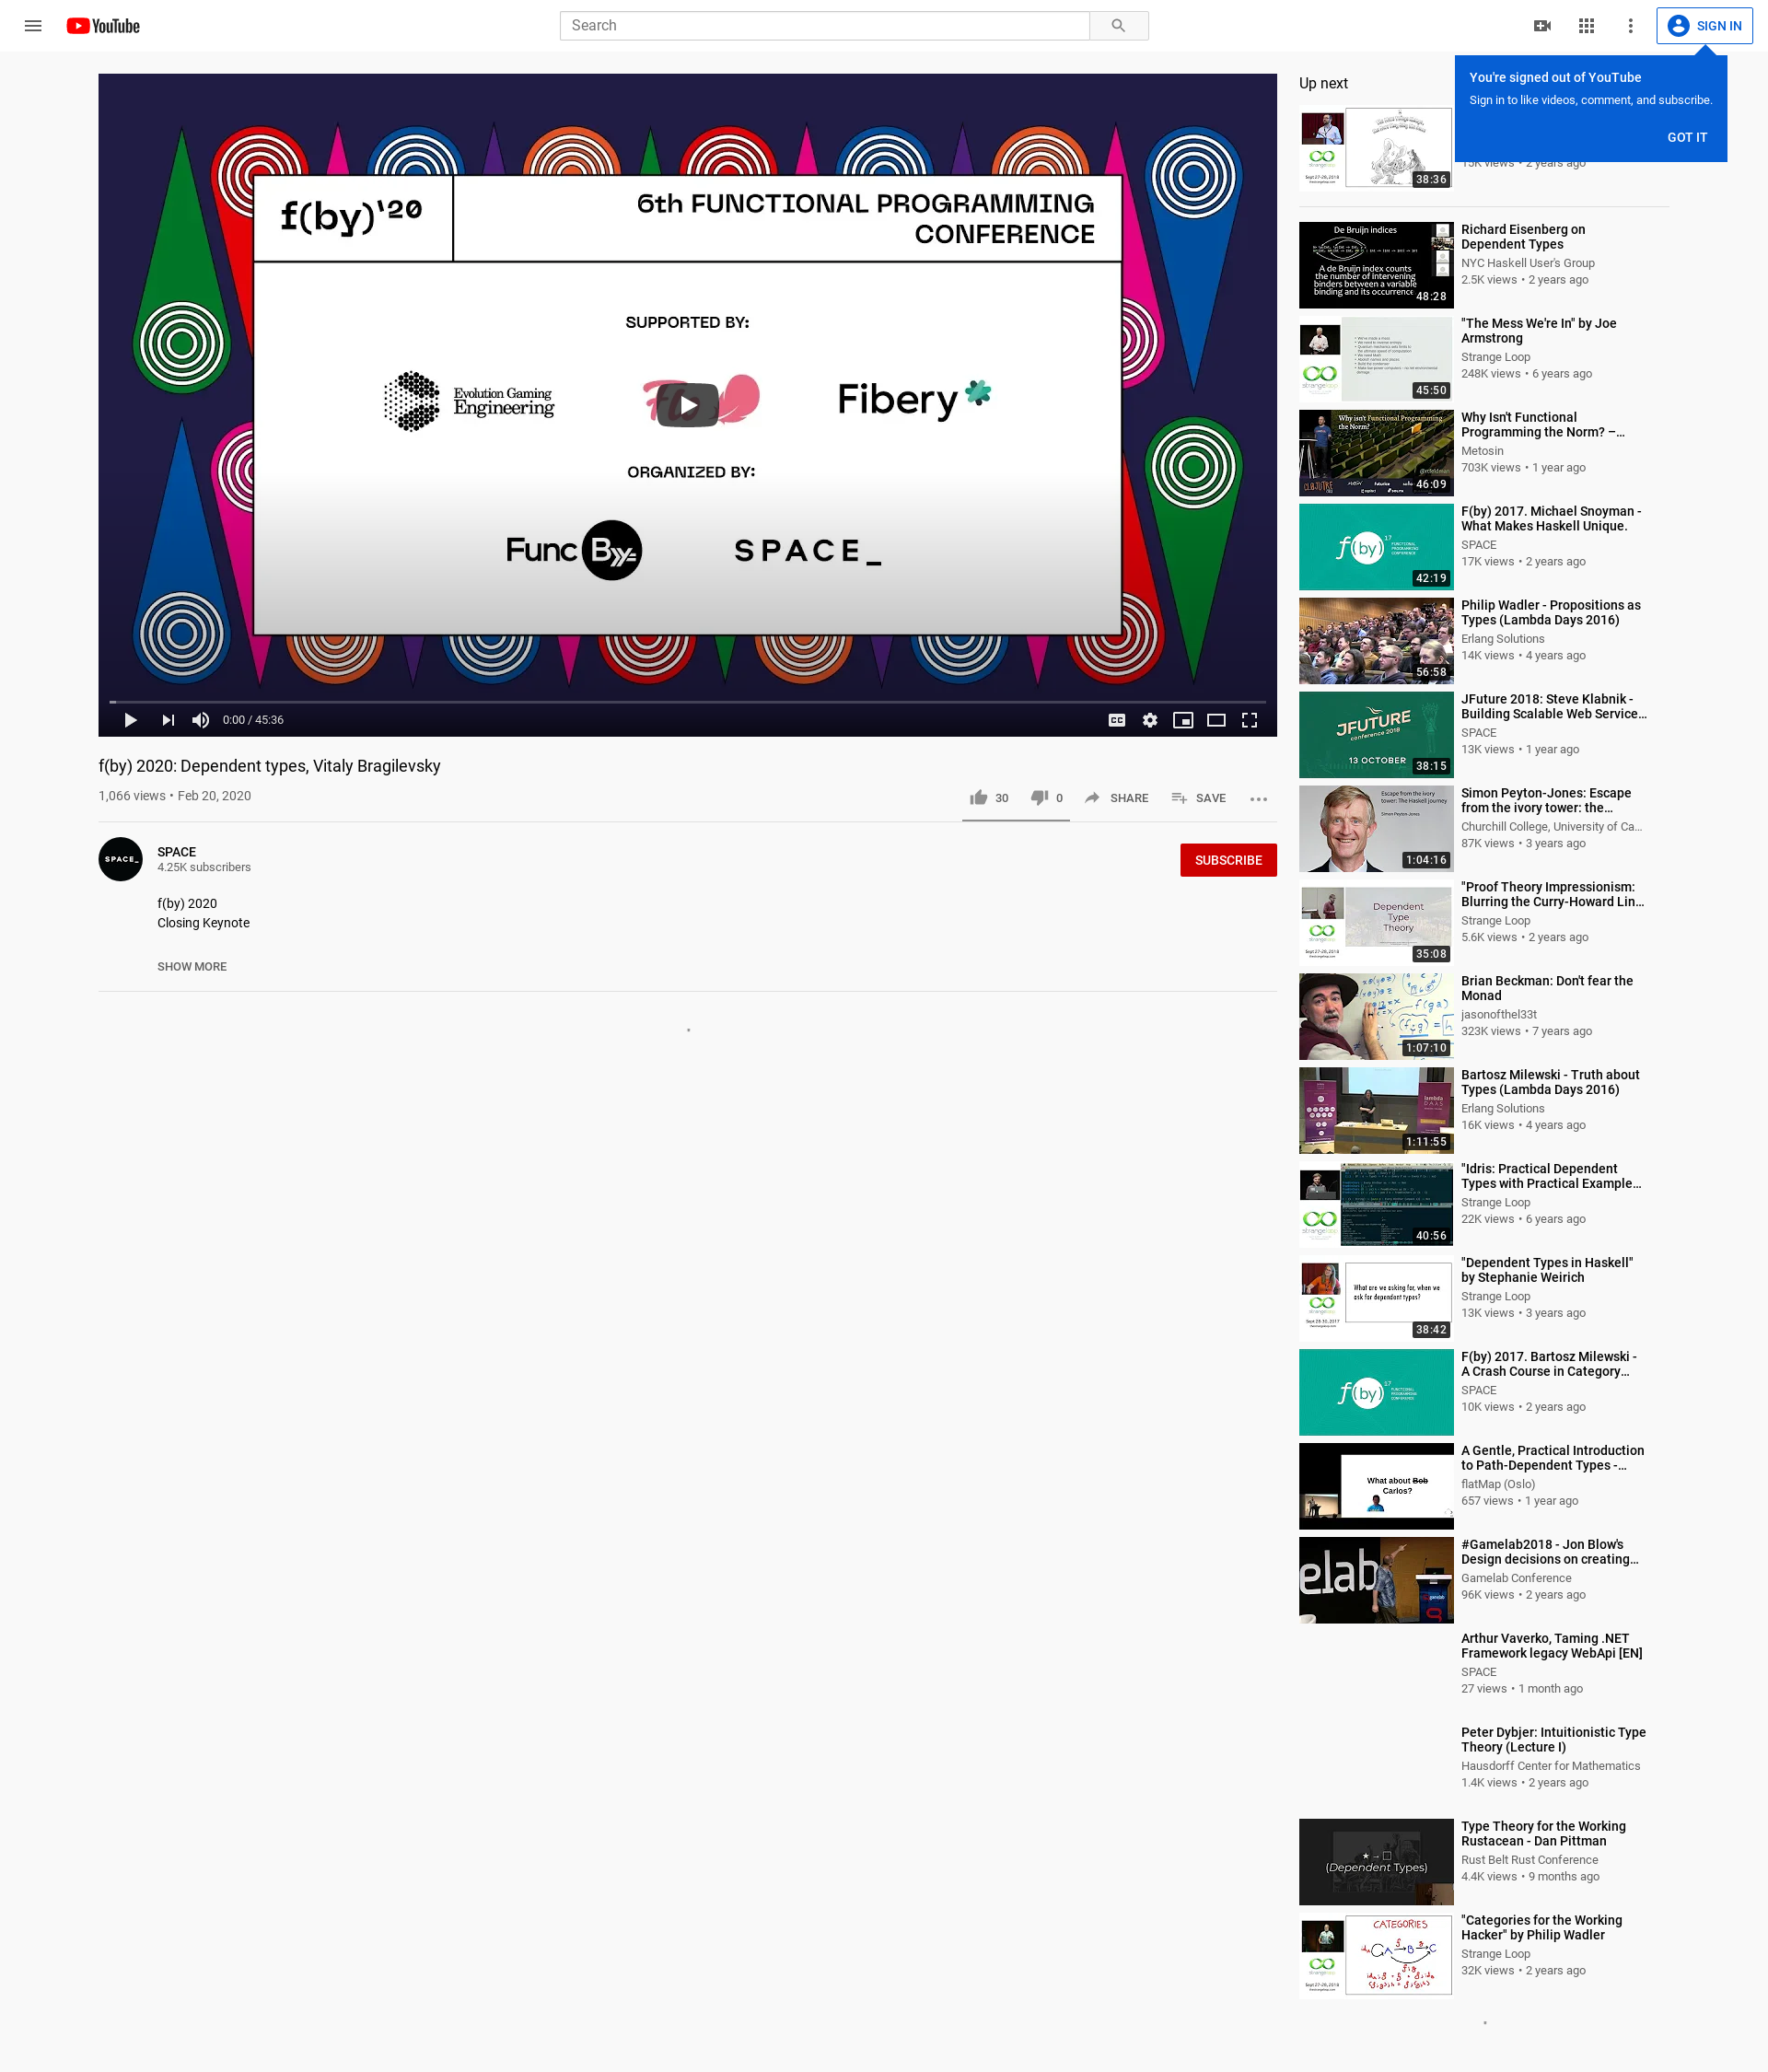 YouTube
Search
SIGN IN
You're signed out of YouTube
Sign in to like videos, comment, and subscribe.
GOT IT
f(by)'20
6th FUNCTIONAL PROGRAMMING
CONFERENCE
SUPPORTED BY:
Evolution Gaming
Engineering
Fibery
ORGANIZED BY:
Func By
SPACE_
0:00 / 45:36
f(by) 2020: Dependent types, Vitaly Bragilevsky
1,066 views • Feb 20, 2020
30
0
SHARE
SAVE
SPACE_
SPACE
4.25K subscribers
SUBSCRIBE
f(by) 2020
Closing Keynote
SHOW MORE
Up next
38:36
15K views • 2 years ago
De Bruijn indices
A de Bruijn index counts
the number of intervening
binders between a variable
binding and its occurrence
48:28
Richard Eisenberg on
Dependent Types
NYC Haskell User's Group
2.5K views • 2 years ago
45:50
"The Mess We're In" by Joe
Armstrong
Strange Loop
248K views • 6 years ago
Why isn't Functional Programming
the Norm?
46:09
Why Isn't Functional
Programming the Norm? –…
Metosin
703K views • 1 year ago
f(by) 17
FUNCTIONAL
PROGRAMMING
CONFERENCE
42:19
F(by) 2017. Michael Snoyman -
What Makes Haskell Unique.
SPACE
17K views • 2 years ago
56:58
Philip Wadler - Propositions as
Types (Lambda Days 2016)
Erlang Solutions
14K views • 4 years ago
JFUTURE
conference 2018
13 OCTOBER
38:15
JFuture 2018: Steve Klabnik -
Building Scalable Web Service…
SPACE
13K views • 1 year ago
Escape from the ivory
tower: The Haskell journey
Simon Peyton-Jones
1:04:16
Simon Peyton-Jones: Escape
from the ivory tower: the…
Churchill College, University of Ca…
87K views • 3 years ago
Dependent
Type
Theory
Sept 27-28, 2018
35:08
"Proof Theory Impressionism:
Blurring the Curry-Howard Lin…
Strange Loop
5.6K views • 2 years ago
1:07:10
Brian Beckman: Don't fear the
Monad
jasonofthel33t
323K views • 7 years ago
1:11:55
Bartosz Milewski - Truth about
Types (Lambda Days 2016)
Erlang Solutions
16K views • 4 years ago
40:56
"Idris: Practical Dependent
Types with Practical Example…
Strange Loop
22K views • 6 years ago
What are we asking for, when we
ask for dependent types?
38:42
"Dependent Types in Haskell"
by Stephanie Weirich
Strange Loop
13K views • 3 years ago
f(by) 17
FUNCTIONAL
PROGRAMMING
CONFERENCE
F(by) 2017. Bartosz Milewski -
A Crash Course in Category…
SPACE
10K views • 2 years ago
What about Bob
Carlos?
A Gentle, Practical Introduction
to Path-Dependent Types -…
flatMap (Oslo)
657 views • 1 year ago
elab
#Gamelab2018 - Jon Blow's
Design decisions on creating…
Gamelab Conference
96K views • 2 years ago
Arthur Vaverko, Taming .NET
Framework legacy WebApi [EN]
SPACE
27 views • 1 month ago
Peter Dybjer: Intuitionistic Type
Theory (Lecture I)
Hausdorff Center for Mathematics
1.4K views • 2 years ago
★ → □
(Dependent Types)
Type Theory for the Working
Rustacean - Dan Pittman
Rust Belt Rust Conference
4.4K views • 9 months ago
CATEGORIES
Sept 27-28, 2018
"Categories for the Working
Hacker" by Philip Wadler
Strange Loop
32K views • 2 years ago